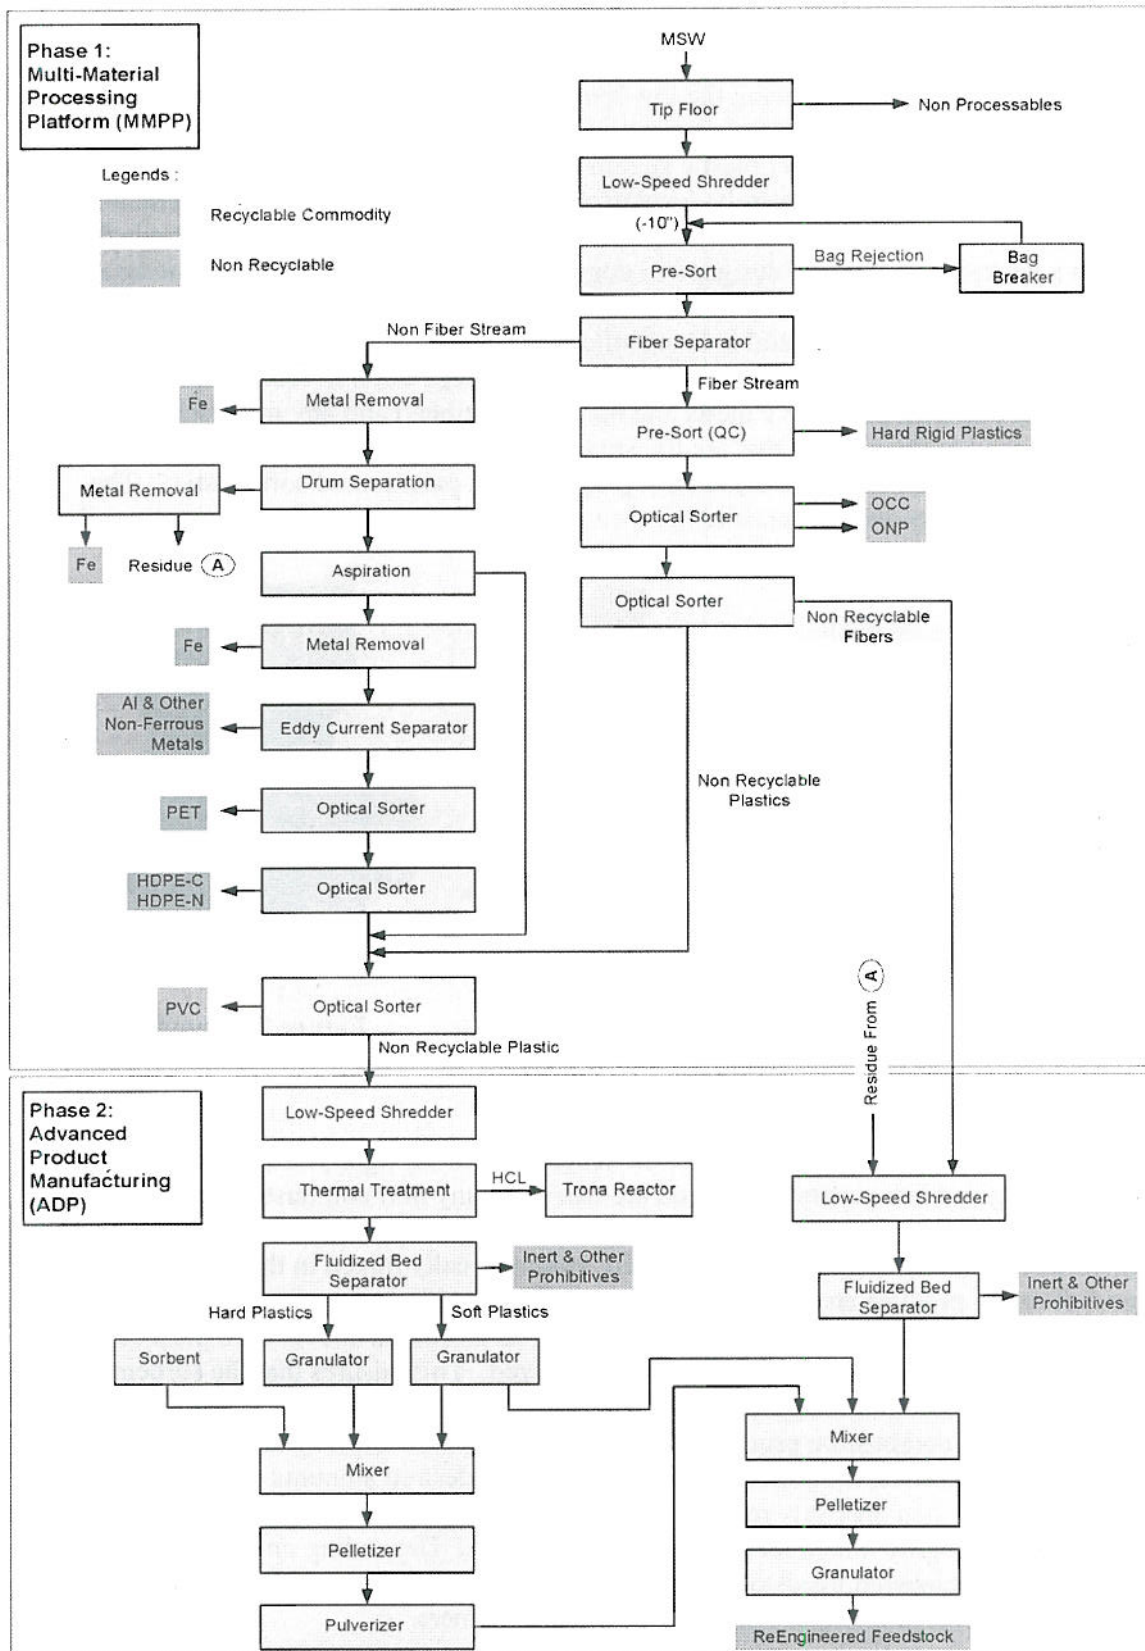 Phase 1:
Multi-Material
Processing
Platform (MMPP)
Legends :
Recyclable Commodity
Non Recyclable
MSW
Tip Floor
Non Processables
Low-Speed Shredder
(-10")
Pre-Sort
Bag Rejection
Bag
Breaker
Non Fiber Stream
Fiber Separator
Fiber Stream
Fe
Metal Removal
Pre-Sort (QC)
Hard Rigid Plastics
Metal Removal
Drum Separation
Optical Sorter
OCC
ONP
Fe
Residue A
Aspiration
Optical Sorter
Non Recyclable
Fibers
Fe
Metal Removal
Al & Other
Non-Ferrous
Metals
Eddy Current Separator
Non Recyclable
Plastics
PET
Optical Sorter
HDPE-C
HDPE-N
Optical Sorter
PVC
Optical Sorter
Non Recyclable Plastic
Residue From A
Phase 2:
Advanced
Product
Manufacturing
(ADP)
Low-Speed Shredder
Thermal Treatment
HCL
Trona Reactor
Low-Speed Shredder
Fluidized Bed
Separator
Inert & Other
Prohibitives
Fluidized Bed
Separator
Inert & Other
Prohibitives
Hard Plastics
Soft Plastics
Sorbent
Granulator
Granulator
Mixer
Mixer
Pelletizer
Pelletizer
Granulator
Pulverizer
ReEngineered Feedstock